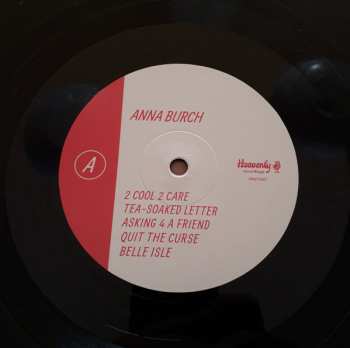 ANNA BURCH
A
Heavenly
2 COOL 2 CARE
TEA-SOAKED LETTER
ASKING 4 A FRIEND
QUIT THE CURSE
BELLE ISLE